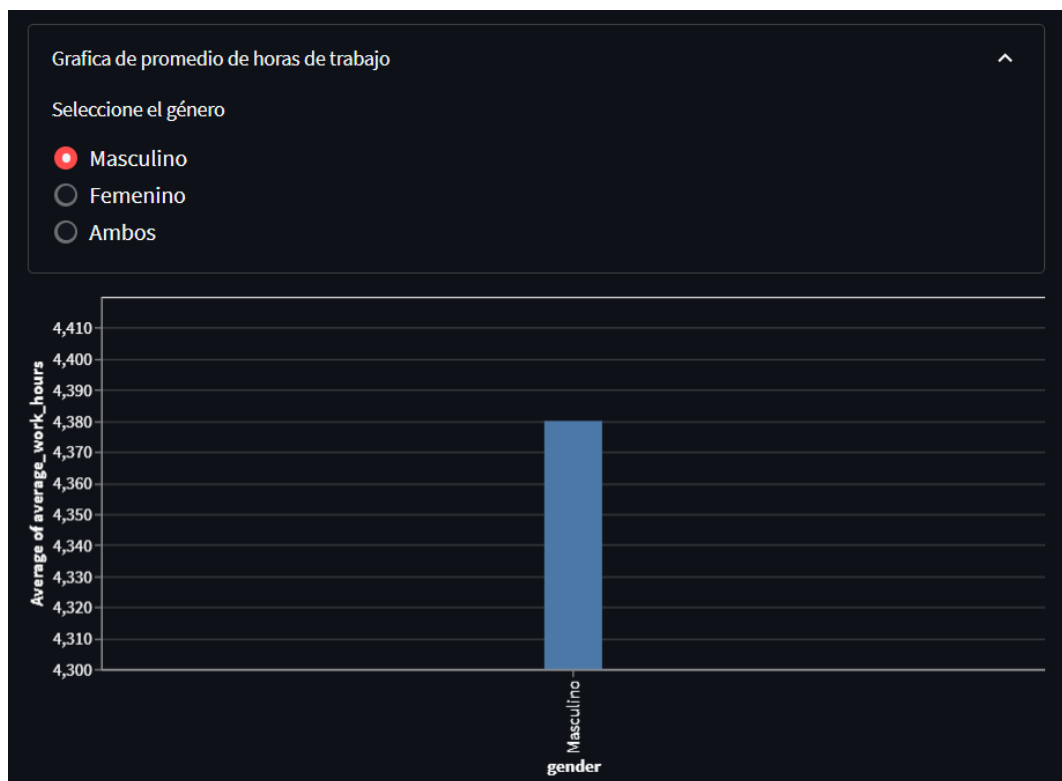 Grafica de promedio de horas de trabajo
Seleccione el género
Masculino
Femenino
Ambos
Average of average_work_hours
4,410
4,400
4,390
4,380
4,370
4,360
4,350
4,340
4,330
4,320
4,310
4,300
Masculino
gender